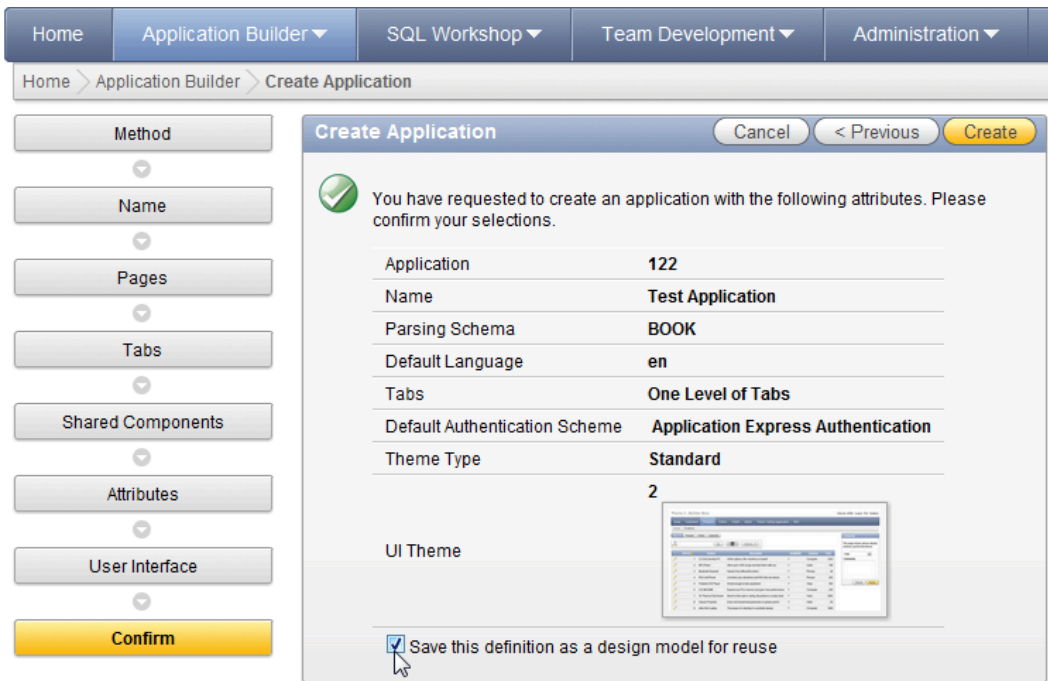 Home Application Builder SQL Workshop Team Development Administration
Home Application Builder Create Application
Method
Name
Pages
Tabs
Shared Components
Attributes
User Interface
Confirm
Create Application Cancel < Previous Create
You have requested to create an application with the following attributes. Please
confirm your selections.
Application 122
Name Test Application
Parsing Schema BOOK
Default Language en
Tabs One Level of Tabs
Default Authentication Scheme Application Express Authentication
Theme Type Standard
UI Theme 2
Save this definition as a design model for reuse